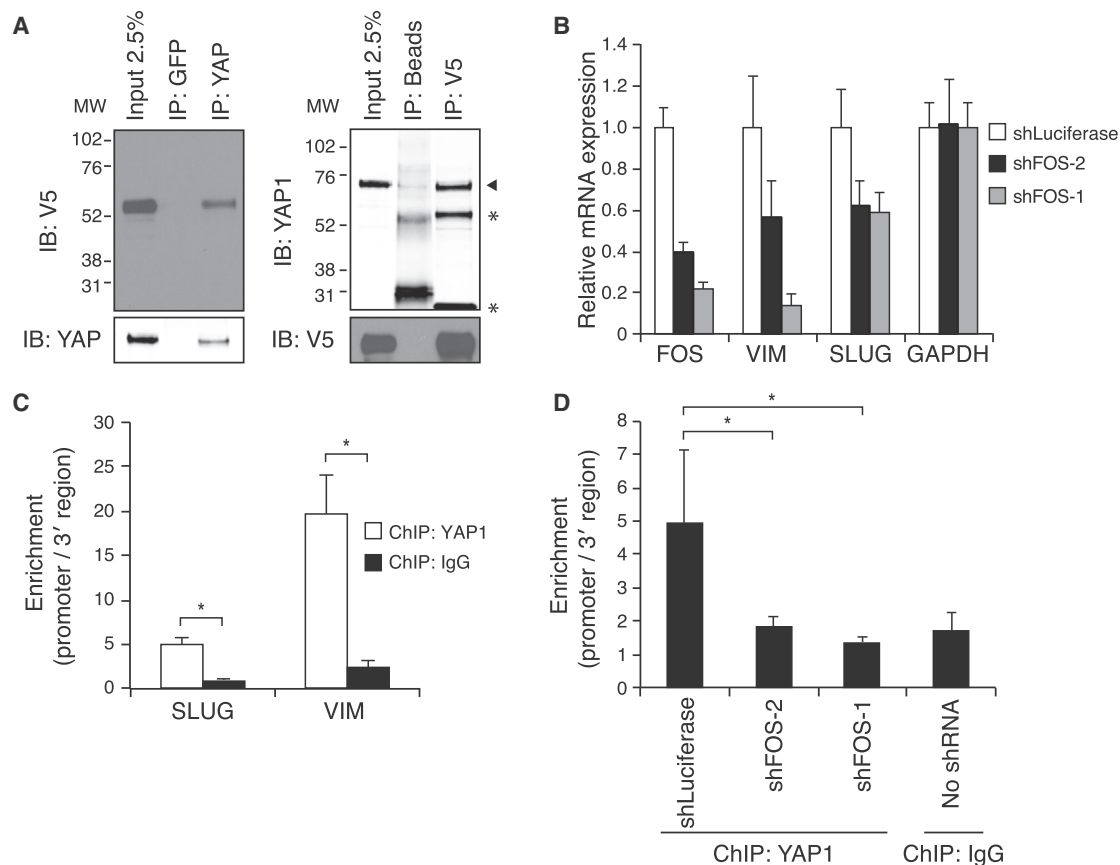 A
MW
Input 2.5%
IP: GFP
IP: YAP
102
76
52
38
31
IB: V5
IB: YAP
MW
Input 2.5%
IP: Beads
IP: V5
102
76
52
38
31
IB: YAP1
*
*
IB: V5
B
Relative mRNA expression
1.4
1.2
1.0
0.8
0.6
0.4
0.2
0
FOS VIM SLUG GAPDH
shLuciferase
shFOS-2
shFOS-1
C
Enrichment
(promoter / 3′ region)
30
25
20
15
10
5
0
*
*
SLUG VIM
ChIP: YAP1
ChIP: IgG
D
Enrichment
(promoter / 3′ region)
8
7
6
5
4
3
2
1
0
*
*
shLuciferase
shFOS-2
shFOS-1
No shRNA
ChIP: YAP1 ChIP: IgG